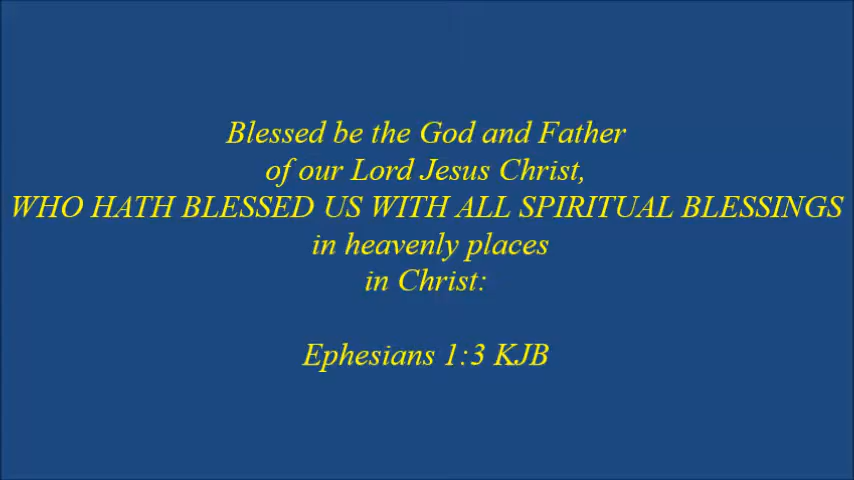 Blessed be the God and Father
of our Lord Jesus Christ,
WHO HATH BLESSED US WITH ALL SPIRITUAL BLESSINGS
in heavenly places
in Christ:
Ephesians 1:3 KJB